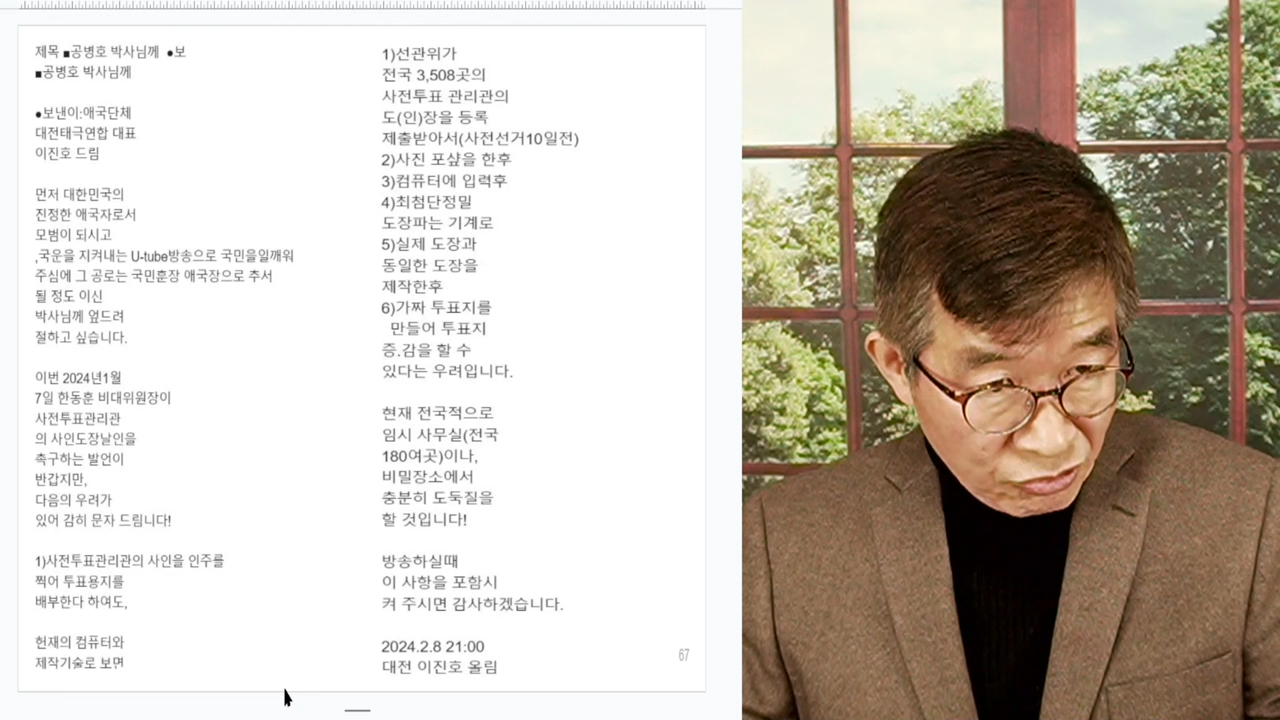 제목 ■공병호 박사님께 ●보
■공병호 박사님께
●보낸이:애국단체
대전태극연합 대표
이진호 드림
먼저 대한민국의
진정한 애국자로서
모범이 되시고
,국운을 지켜내는 U-tube방송으로 국민을일깨워
주심에 그 공로는 국민훈장 애국장으로 추서
될 정도 이신
박사님께 엎드려
절하고 싶습니다.
이번 2024년1월
7일 한동훈 비대위원장이
사전투표관리관
의 사인도장날인을
촉구하는 발언이
반갑지만,
다음의 우려가
있어 감히 문자 드립니다!
1)사전투표관리관의 사인을 인주를
찍어 투표용지를
배부한다 하여도,
현재의 컴퓨터와
제작기술로 보면
1)선관위가
전국 3,508곳의
사전투표 관리관의
도(인)장을 등록
제출받아서(사전선거10일전)
2)사진 포샾을 한후
3)컴퓨터에 입력후
4)최첨단정밀
도장파는 기계로
5)실제 도장과
동일한 도장을
제작한후
6)가짜 투표지를
만들어 투표지
증.감을 할 수
있다는 우려입니다.
현재 전국적으로
임시 사무실(전국
180여곳)이나,
비밀장소에서
충분히 도둑질을
할 것입니다!
방송하실때
이 사항을 포함시
켜 주시면 감사하겠습니다.
2024.2.8 21:00
대전 이진호 올림
67